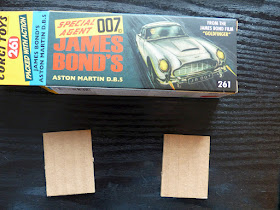 CORGI TOYS
261
PACKED WITH ACTION
JAMES BOND'S
ASTON MARTIN D.B.5
SPECIAL
AGENT 007
JAMES
BOND'S
ASTON MARTIN D.B.5
FROM THE
JAMES BOND FILM
"GOLDFINGER"
261